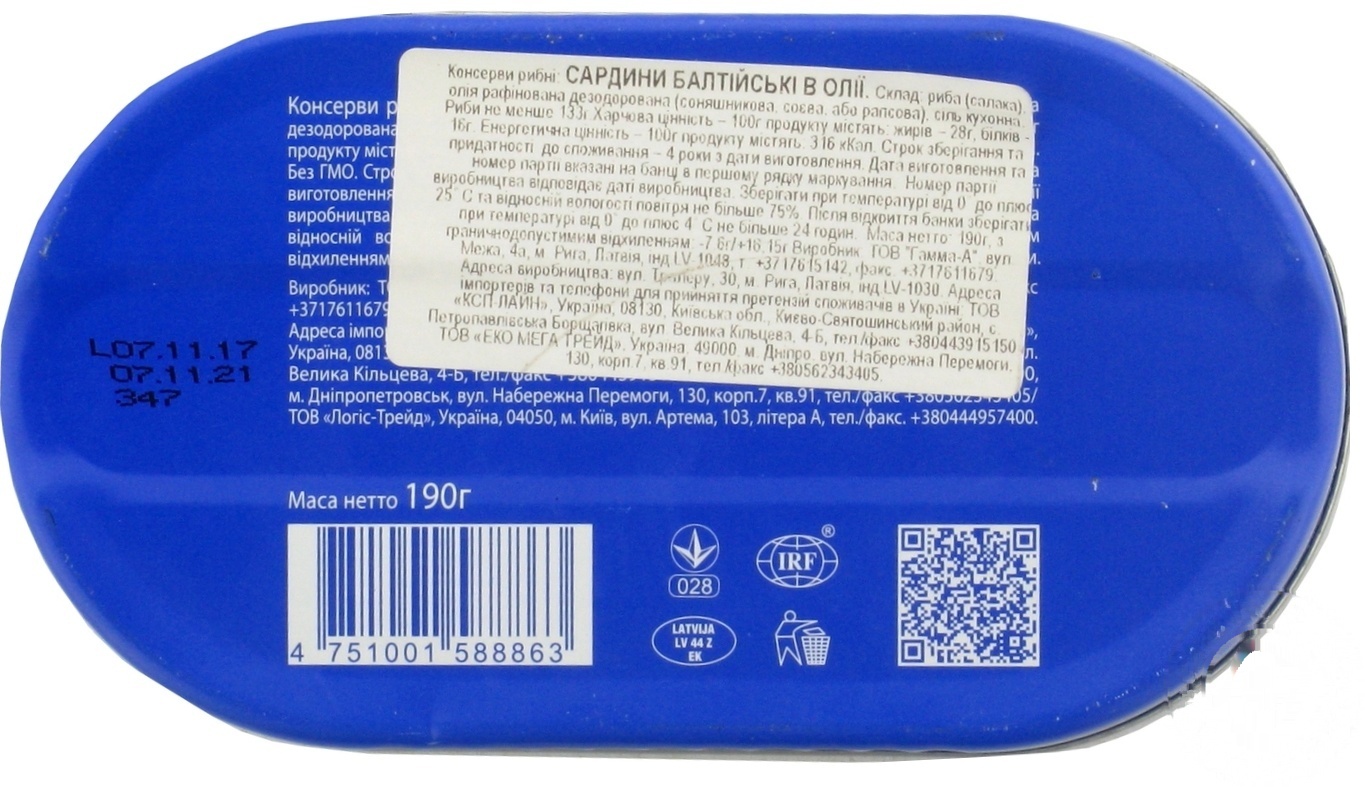 Консерви рибні: САРДИНИ БАЛТІЙСЬКІ В ОЛІЇ. Склад: риба (салака),
олія рафінована дезодорована (соняшникова, соєва, або рапсова), сіль кухонна.
Риби не менше 133г. Харчова цінність – 100г продукту містять: жирів – 28г, білків -
16г. Енергетична цінність – 100г продукту містять: 316 кКал. Строк зберігання та
придатності до споживання – 4 роки з дати виготовлення. Дата виготовлення та
номер партії вказані на банці в першому рядку маркування. Номер партії
виробництва відповідає даті виробництва. Зберігати при температурі від 0° до плюс
25° С та відносній вологості повітря не більше 75%. Після відкриття банки зберігати
при температурі від 0° до плюс 4° С не більше 24 годин. Маса нетто: 190г, з
граничнодопустимим відхиленням: -7.6г/+16,15г Виробник: ТОВ "Гамма-А", вул.
Межа, 4а, м. Рига, Латвія, інд LV-1048, т. +3717615142, факс. +3717611679.
Адреса виробництва: вул. 30, м. Рига, Латвія, інд LV-1030. Адреса
імпортерів та телефони для прийняття претензій споживачів в Україні: ТОВ
«КСП-ЛАЙН», Україна, 08130, Київська обл., Києво-Святошинський район, с.
Петропавлівська Борщагівка, вул. Велика Кільцева, 4-Б, тел./факс +380443915150
ТОВ «ЕКО МЕГА ТРЕЙД», Україна, 49000, м. Дніпро, вул. Набережна Перемоги,
130, корп.7, кв.91, тел./факс +380562343405.
Консерви
дезодорована
продукту
Без ГМО.
виготовлення
виробництва
відносній
відхиленням
Виробник:
+371761167
Адреса
Україна,
Велика Кільцева, 4-Б, тел./факс
м. Дніпропетровськ, вул. Набережна Перемоги, 130, корп.7, кв.91, тел./факс
ТОВ «Логіс-Трейд», Україна, 04050, м. Київ, вул. Артема, 103, літера А, тел./факс. +380444957400.
L07.11.17
07.11.21
347
Маса нетто 190г
4 751001 588863
028
IRF®
LATVIJA
LV 44 Z
EK